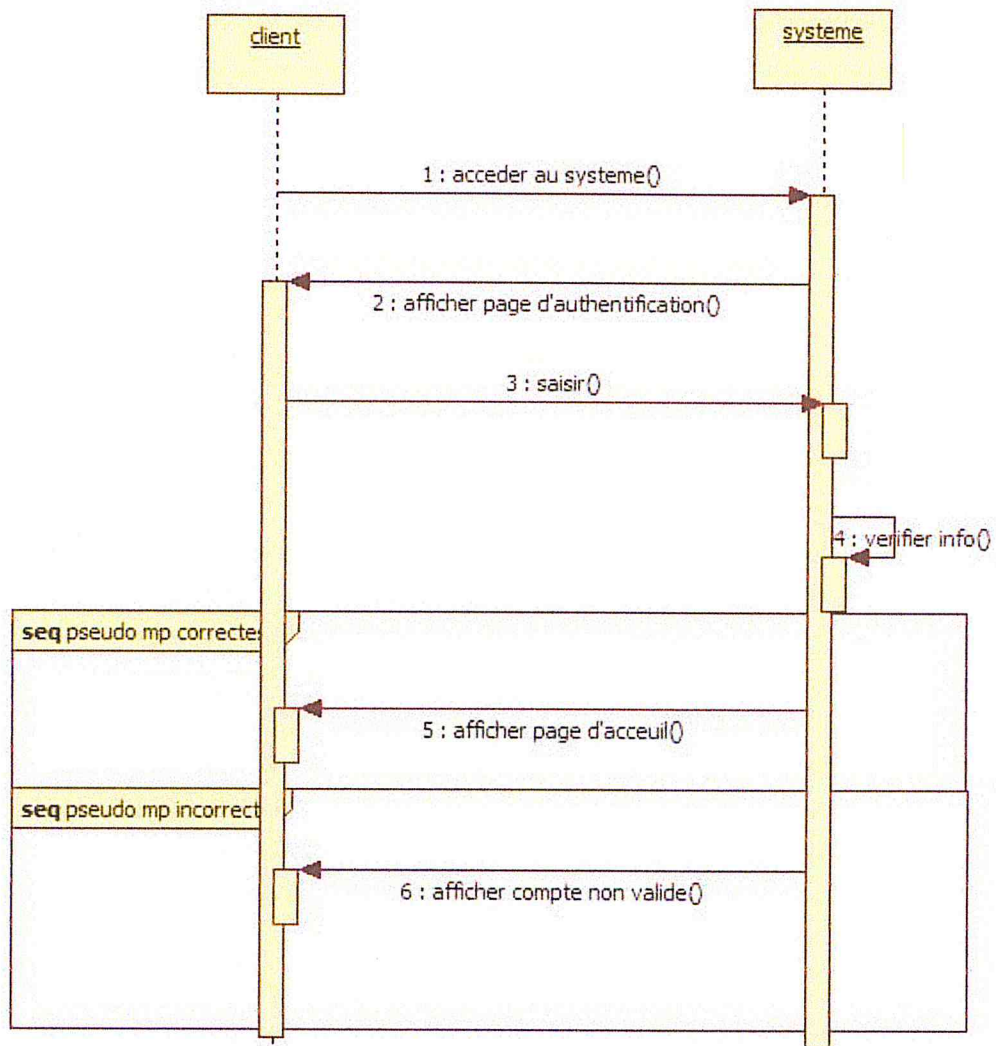 client
systeme
1 : acceder au systeme()
2 : afficher page d'authentification()
3 : saisir()
4 : verifier info()
seq pseudo mp correctes
5 : afficher page d'acceuil()
seq pseudo mp incorrect
6 : afficher compte non valide()